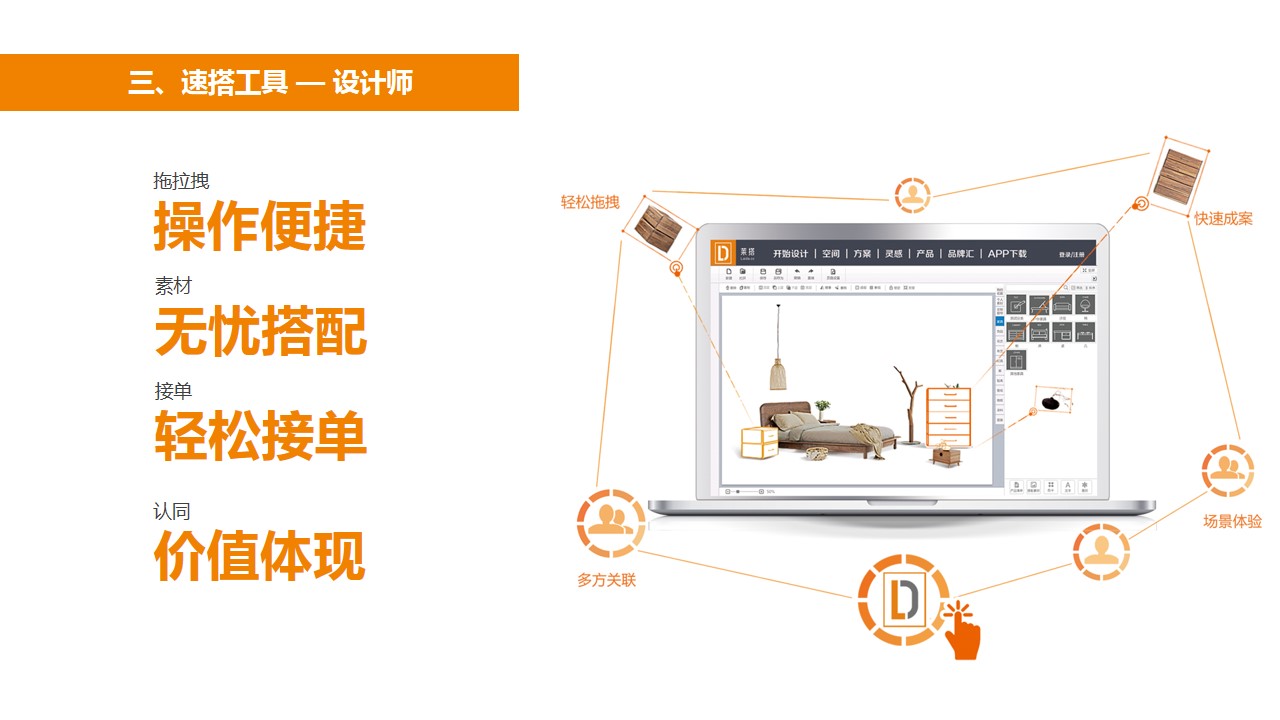 三、速搭工具 — 设计师
拖拉拽
操作便捷
素材
无忧搭配
接单
轻松接单
认同
价值体现
轻松拖拽
快速成案
莱搭
开始设计 | 空间 | 方案 | 灵感 | 产品 | 品牌汇 | APP下载
登录/注册
50%
多方关联
场景体验